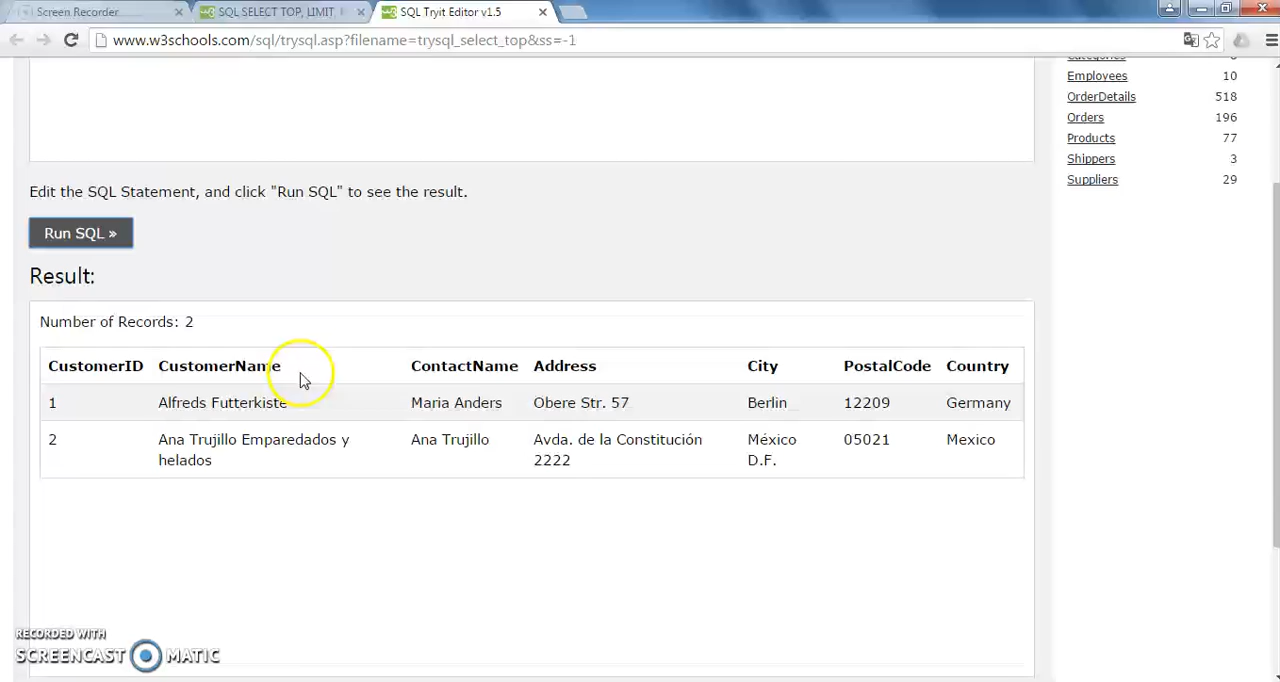 Screen Recorder
SQL SELECT TOP, LIMIT,
SQL Tryit Editor v1.5
www.w3schools.com/sql/trysql.asp?filename=trysql_select_top&ss=-1
Categories
Employees 10
OrderDetails 518
Orders 196
Products 77
Shippers 3
Suppliers 29
Edit the SQL Statement, and click "Run SQL" to see the result.
Run SQL »
Result:
Number of Records: 2
CustomerID CustomerName ContactName Address City PostalCode Country
1 Alfreds Futterkiste Maria Anders Obere Str. 57 Berlin 12209 Germany
2 Ana Trujillo Emparedados y Ana Trujillo Avda. de la Constitución México 05021 Mexico
helados 2222 D.F.
RECORDED WITH
SCREENCAST MATIC